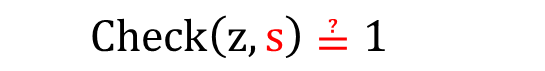 Check(z, s) ≟ 1